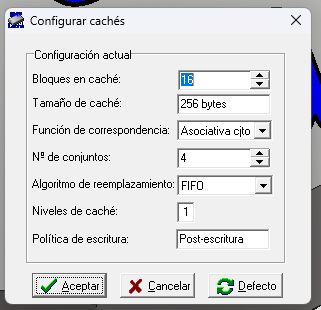 Configurar cachés
Configuración actual
Bloques en caché: 16
Tamaño de caché: 256 bytes
Función de correspondencia: Asociativa cjto
Nº de conjuntos: 4
Algoritmo de reemplazamiento: FIFO
Niveles de caché: 1
Política de escritura: Post-escritura
Aceptar Cancelar Defecto